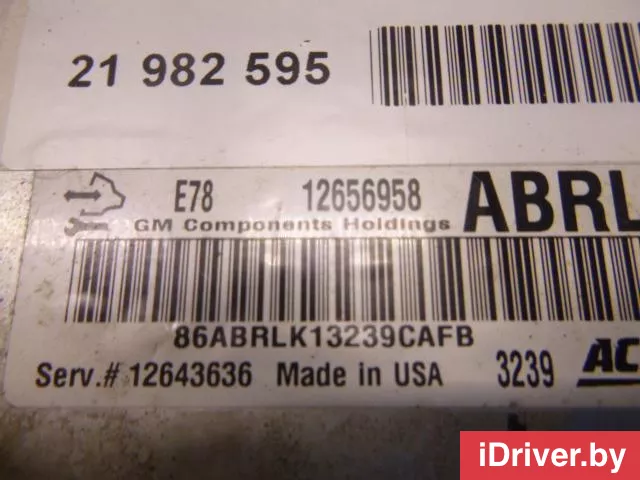 21 982 595
E78 12656958 ABRL
GM Components Holdings
86ABRLK13239CAFB
Serv.# 12643636 Made in USA 3239 AC
iDriver.by